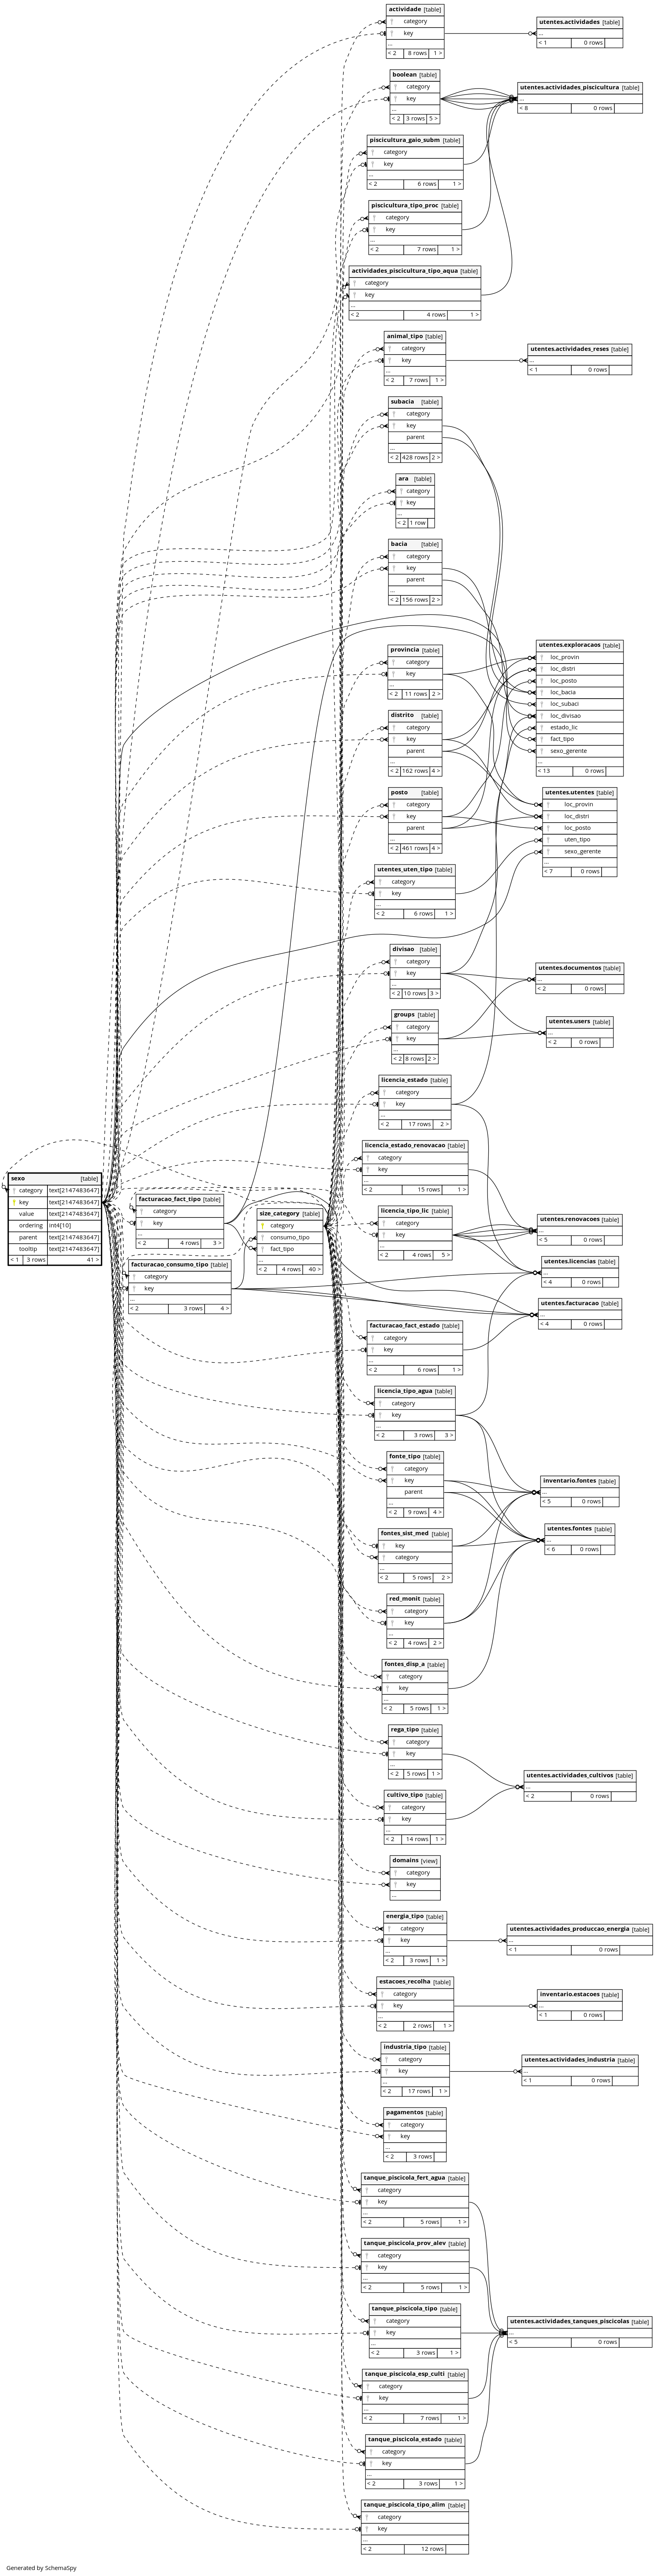 actividade [table]
category
key
...
< 2 8 rows 1 >
utentes.actividades [table]
...
< 1 0 rows
boolean [table]
category
key
...
< 2 3 rows 5 >
utentes.actividades_piscicultura [table]
...
< 8 0 rows
piscicultura_gaio_subm [table]
category
key
...
< 2 6 rows 1 >
piscicultura_tipo_proc [table]
category
key
...
< 2 7 rows 1 >
actividades_piscicultura_tipo_aqua [table]
category
key
...
< 2 4 rows 1 >
animal_tipo [table]
category
key
...
< 2 7 rows 1 >
utentes.actividades_reses [table]
...
< 1 0 rows
subacia [table]
category
key
parent
...
< 2 428 rows 2 >
ara [table]
category
key
...
< 2 1 row
bacia [table]
category
key
parent
...
< 2 156 rows 2 >
provincia [table]
category
key
...
< 2 11 rows 2 >
utentes.exploracaos [table]
loc_provin
loc_distri
loc_posto
loc_bacia
loc_subaci
loc_divisao
estado_lic
fact_tipo
sexo_gerente
...
< 13 0 rows
distrito [table]
category
key
parent
...
< 2 162 rows 4 >
posto [table]
category
key
parent
...
< 2 461 rows 4 >
utentes.utentes [table]
loc_provin
loc_distri
loc_posto
uten_tipo
sexo_gerente
...
< 7 0 rows
utentes_uten_tipo [table]
category
key
...
< 2 6 rows 1 >
divisao [table]
category
key
...
< 2 10 rows 3 >
utentes.documentos [table]
...
< 2 0 rows
groups [table]
category
key
...
< 2 8 rows 2 >
utentes.users [table]
...
< 2 0 rows
licencia_estado [table]
category
key
...
< 2 17 rows 2 >
licencia_estado_renovacao [table]
category
key
...
< 2 15 rows 1 >
sexo [table]
category text[2147483647]
key text[2147483647]
value text[2147483647]
ordering int4[10]
parent text[2147483647]
tooltip text[2147483647]
< 1 3 rows 41 >
facturacao_fact_tipo [table]
category
key
...
< 2 4 rows 3 >
facturacao_consumo_tipo [table]
category
key
...
< 2 3 rows 4 >
size_category [table]
category
consumo_tipo
fact_tipo
...
< 2 4 rows 40 >
licencia_tipo_lic [table]
category
key
...
< 2 4 rows 5 >
utentes.renovacoes [table]
...
< 5 0 rows
utentes.licencias [table]
...
< 4 0 rows
utentes.facturacao [table]
...
< 4 0 rows
facturacao_fact_estado [table]
category
key
...
< 2 6 rows 1 >
licencia_tipo_agua [table]
category
key
...
< 2 3 rows 3 >
fonte_tipo [table]
category
key
parent
...
< 2 9 rows 4 >
inventario.fontes [table]
...
< 5 0 rows
utentes.fontes [table]
...
< 6 0 rows
fontes_sist_med [table]
key
category
...
< 2 5 rows 2 >
red_monit [table]
category
key
...
< 2 4 rows 2 >
fontes_disp_a [table]
category
key
...
< 2 5 rows 1 >
rega_tipo [table]
category
key
...
< 2 5 rows 1 >
utentes.actividades_cultivos [table]
...
< 2 0 rows
cultivo_tipo [table]
category
key
...
< 2 14 rows 1 >
domains [view]
category
key
...
energia_tipo [table]
category
key
...
< 2 3 rows 1 >
utentes.actividades_produccao_energia [table]
...
< 1 0 rows
estacoes_recolha [table]
category
key
...
< 2 2 rows 1 >
inventario.estacoes [table]
...
< 1 0 rows
industria_tipo [table]
category
key
...
< 2 17 rows 1 >
utentes.actividades_industria [table]
...
< 1 0 rows
pagamentos [table]
category
key
...
< 2 3 rows
tanque_piscicola_fert_agua [table]
category
key
...
< 2 5 rows 1 >
tanque_piscicola_prov_alev [table]
category
key
...
< 2 5 rows 1 >
tanque_piscicola_tipo [table]
category
key
...
< 2 3 rows 1 >
utentes.actividades_tanques_piscicolas [table]
...
< 5 0 rows
tanque_piscicola_esp_culti [table]
category
key
...
< 2 7 rows 1 >
tanque_piscicola_estado [table]
category
key
...
< 2 3 rows 1 >
tanque_piscicola_tipo_alim [table]
category
key
...
< 2 12 rows
Generated by SchemaSpy